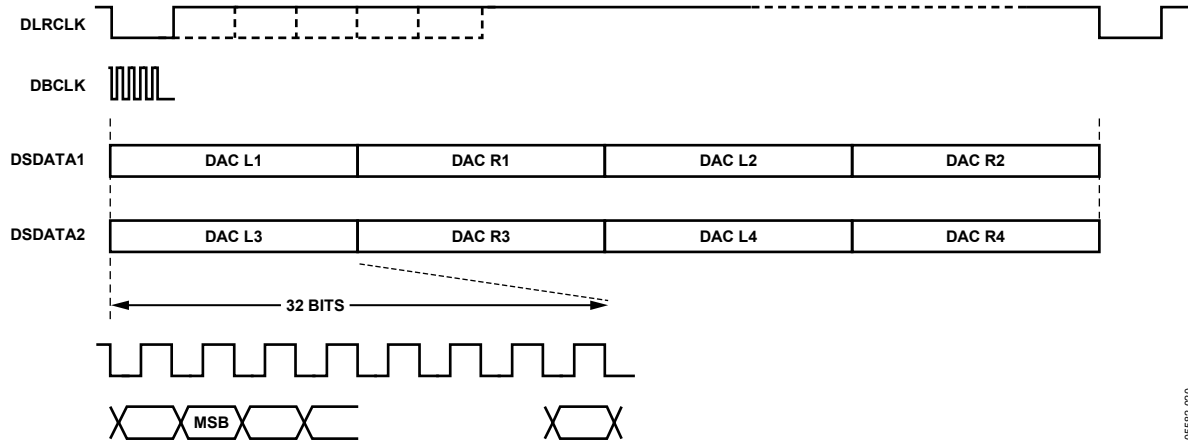 DLRCLK
DBCLK
DSDATA1 DAC L1 DAC R1 DAC L2 DAC R2
DSDATA2 DAC L3 DAC R3 DAC L4 DAC R4
32 BITS
MSB